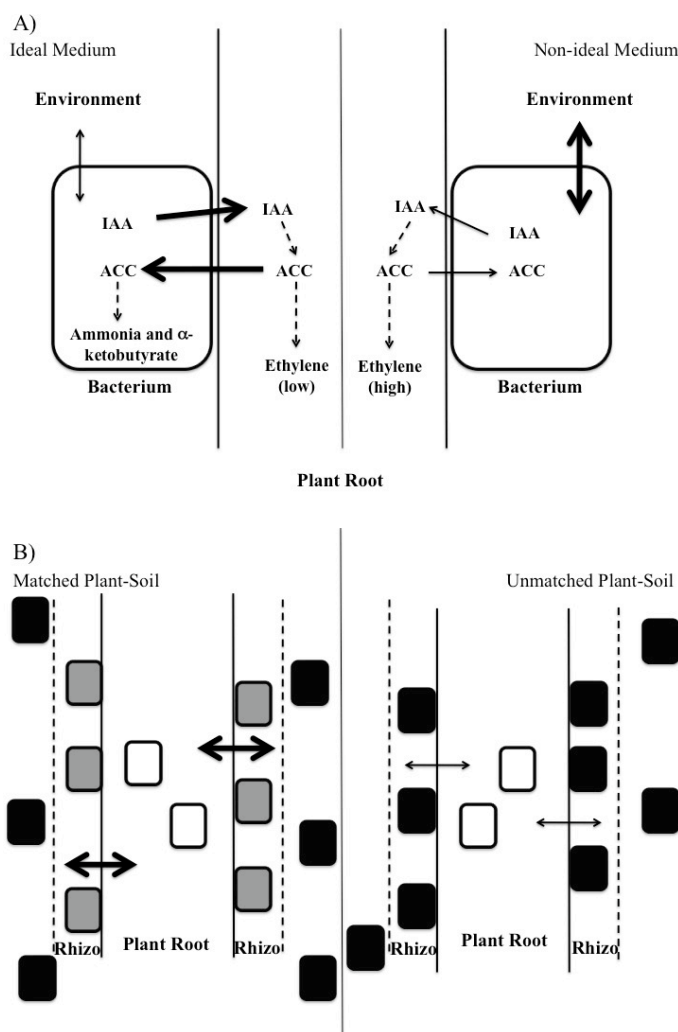 A)
Ideal Medium
Non-ideal Medium
Environment
Environment
IAA
IAA
IAA
IAA
ACC
ACC
ACC
ACC
Ammonia and α-
ketobutyrate
Ethylene
(low)
Ethylene
(high)
Bacterium
Bacterium
Plant Root
B)
Matched Plant-Soil
Unmatched Plant-Soil
Rhizo
Plant Root
Rhizo
Rhizo
Plant Root
Rhizo